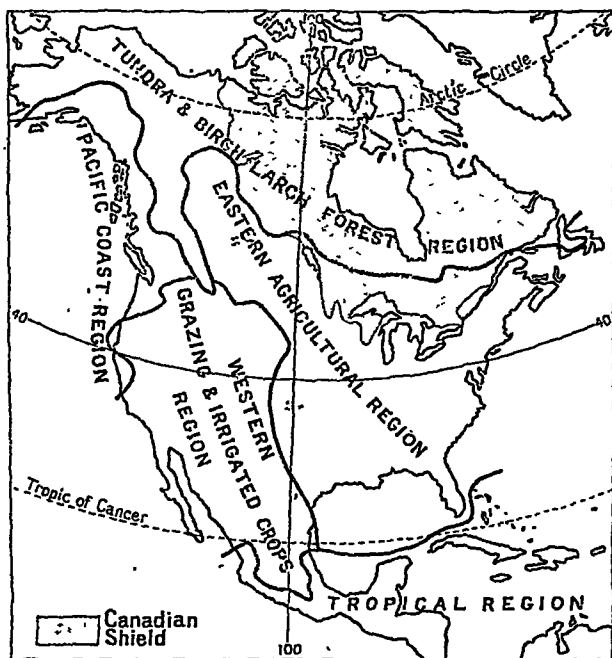 TUNDRA & BIRCH/LARCH FOREST REGION
Arctic Circle
PACIFIC COAST REGION
EASTERN AGRICULTURAL REGION
40
40
WESTERN
GRAZING & IRRIGATED CROPS
REGION
Tropic of Cancer
TROPICAL REGION
Canadian
Shield
100